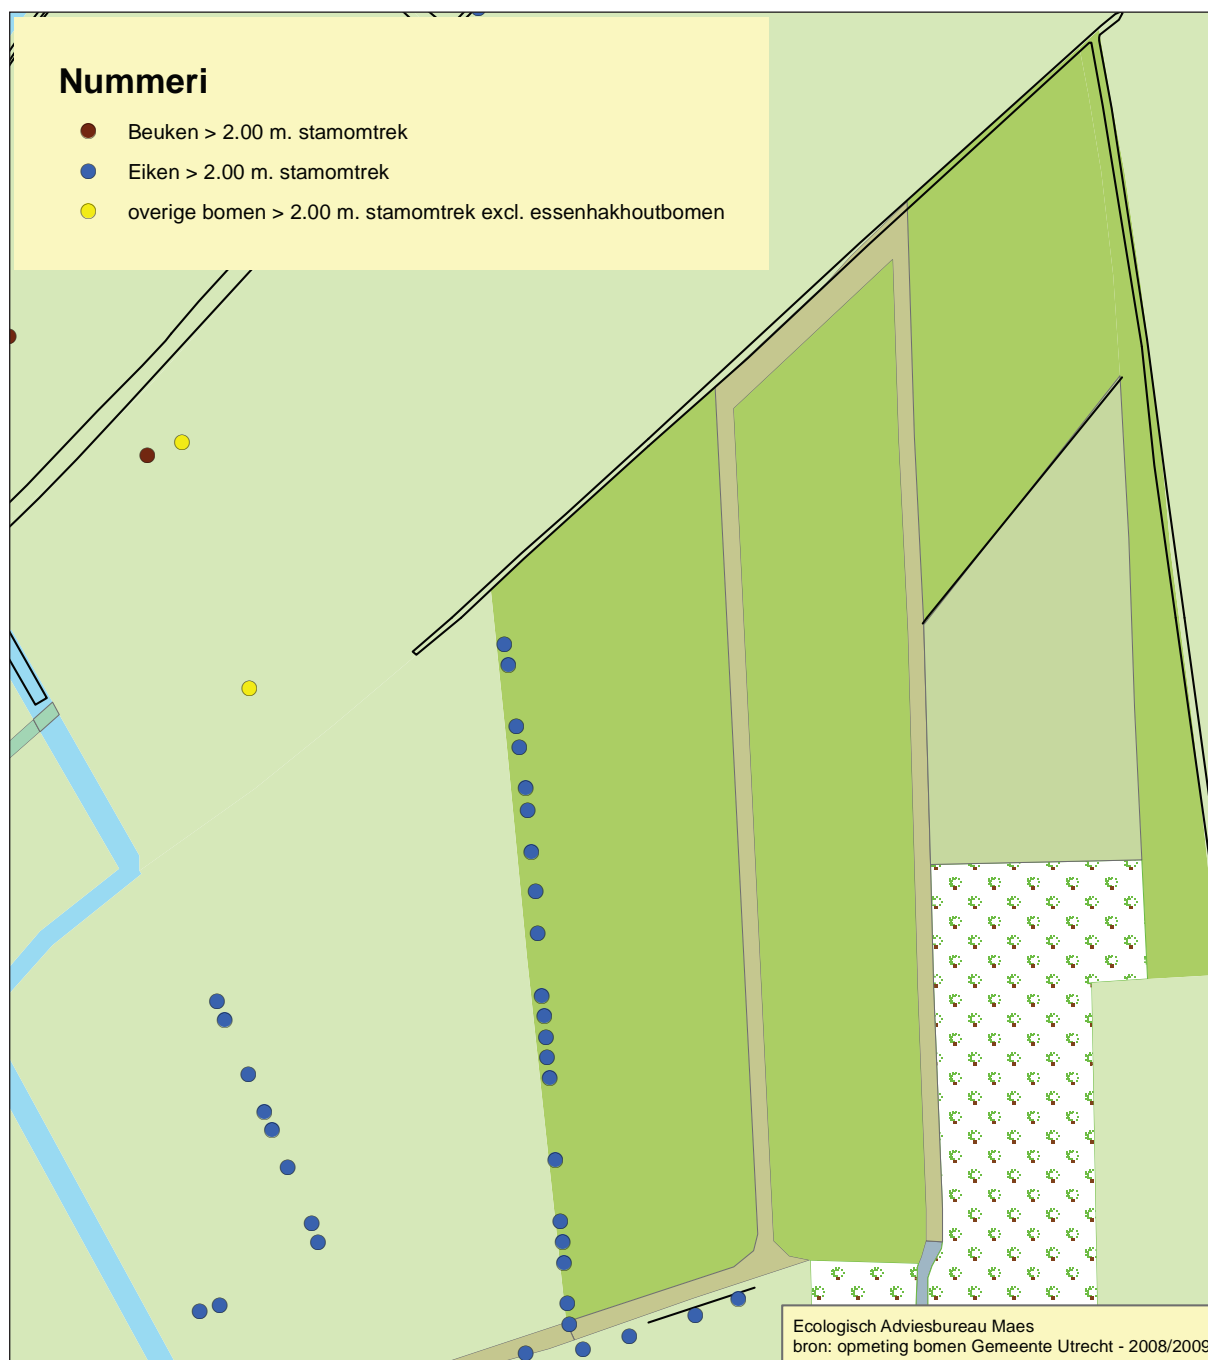 Nummeri
Beuken > 2.00 m. stamomtrek
Eiken > 2.00 m. stamomtrek
overige bomen > 2.00 m. stamomtrek excl. essenhakhoutbomen
Ecologisch Adviesbureau Maes
bron: opmeting bomen Gemeente Utrecht - 2008/2009